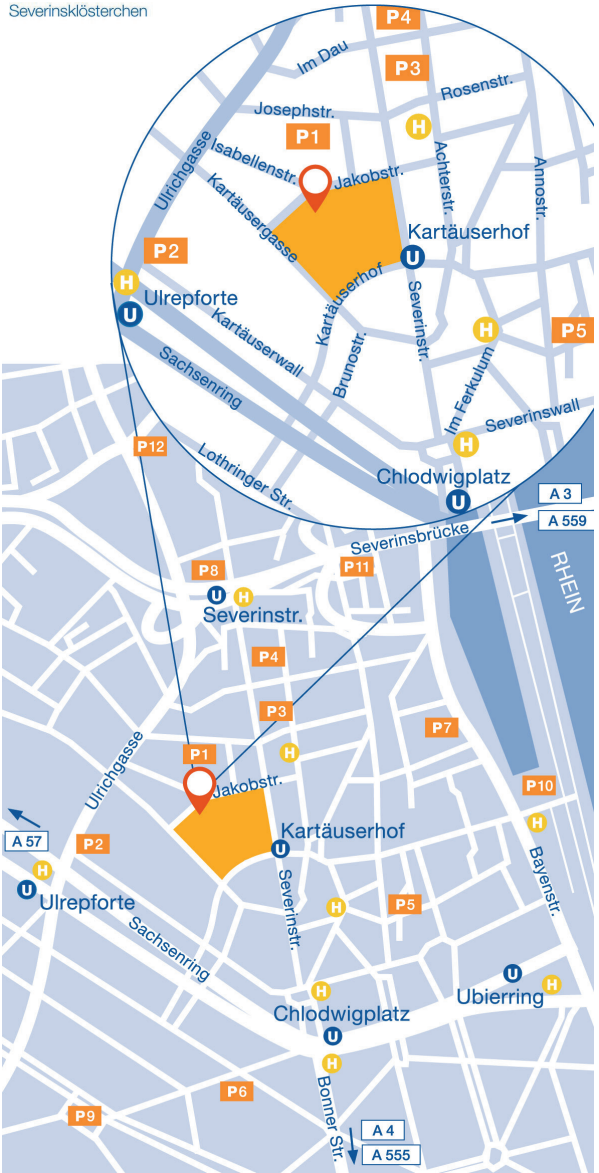 Severinsklösterchen
P4
Im Dau
P3
Rosenstr.
Josephstr.
H
P1
Isabellenstr.
Jakobstr.
Achterstr.
Annostr.
Ulrichgasse
Kartäusergasse
Kartäuserhof
U
P2
H
Ulrepforte
U
Kartäuserhof
Severinstr.
Kartäuserwall
Brunostr.
H
P5
Sachsenring
Im Ferkulum
Severinswall
H
P12
Lothringer Str.
Chlodwigplatz
U
A 3
A 559
Severinsbrücke
RHEIN
P8
P11
U
H
Severinstr.
P4
P3
P7
P1
H
Ulrichgasse
Jakobstr.
P10
H
A 57
P2
Kartäuserhof
U
H
U
Ulrepforte
Severinstr.
H
P5
Bayenstr.
Sachsenring
U
H
Ubierring
H
Chlodwigplatz
U
H
P6
P9
Bonner Str.
A 4
A 555